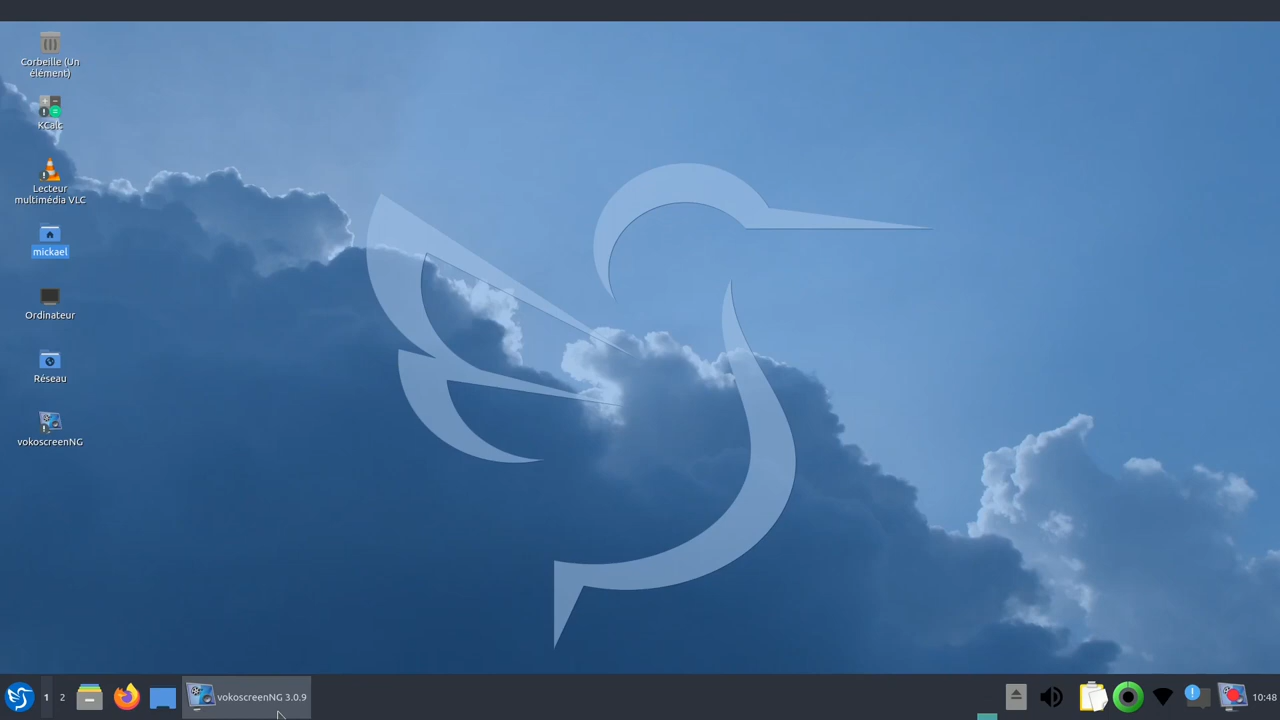 Corbeille (Un
élément)
KCalc
Lecteur
multimédia VLC
mickael
Ordinateur
Réseau
vokoscreenNG
1
2
vokoscreenNG 3.0.9
10:48